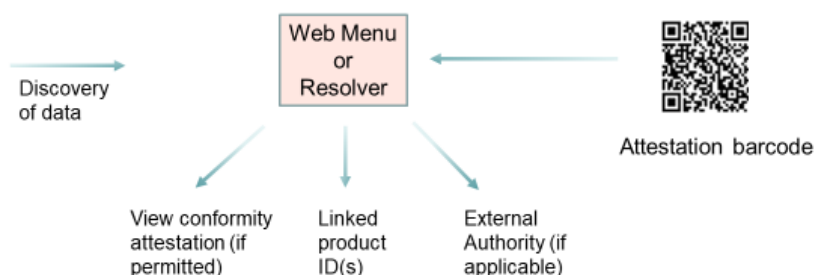 Web Menu
or
Resolver
Discovery
of data
Attestation barcode
View conformity
attestation (if
permitted)
Linked
product
ID(s)
External
Authority (if
applicable)